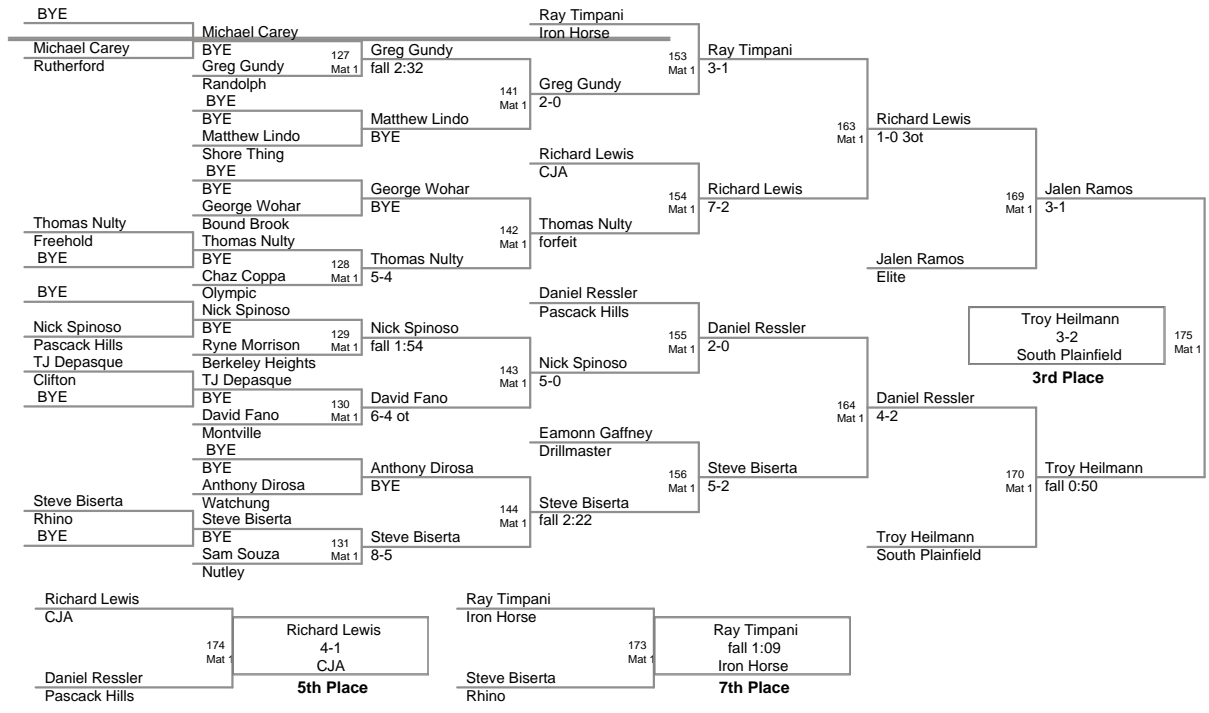 BYE
Michael Carey
Rutherford
Thomas Nulty
Freehold
BYE
BYE
Nick Spinoso
Pascack Hills
TJ Depasque
Clifton
BYE
Steve Biserta
Rhino
BYE
Michael Carey
BYE
Greg Gundy
Randolph
127
Mat 1
BYE
BYE
Matthew Lindo
Shore Thing
BYE
BYE
George Wohar
Bound Brook
Thomas Nulty
BYE
Chaz Coppa
Olympic
128
Mat 1
Nick Spinoso
BYE
Ryne Morrison
Berkeley Heights
129
Mat 1
TJ Depasque
BYE
David Fano
Montville
130
Mat 1
BYE
BYE
Anthony Dirosa
Watchung
Steve Biserta
BYE
Sam Souza
Nutley
131
Mat 1
Greg Gundy
fall 2:32
141
Mat 1
Matthew Lindo
BYE
George Wohar
BYE
142
Mat 1
Thomas Nulty
5-4
Nick Spinoso
fall 1:54
143
Mat 1
David Fano
6-4 ot
Anthony Dirosa
BYE
144
Mat 1
Steve Biserta
8-5
Ray Timpani
Iron Horse
153
Mat 1
Greg Gundy
2-0
Richard Lewis
CJA
154
Mat 1
Thomas Nulty
forfeit
Daniel Ressler
Pascack Hills
155
Mat 1
Nick Spinoso
5-0
Eamonn Gaffney
Drillmaster
156
Mat 1
Steve Biserta
fall 2:22
Ray Timpani
3-1
163
Mat 1
Richard Lewis
7-2
Daniel Ressler
2-0
164
Mat 1
Steve Biserta
5-2
Richard Lewis
1-0 3ot
169
Mat 1
Jalen Ramos
Elite
Daniel Ressler
4-2
170
Mat 1
Troy Heilmann
South Plainfield
Jalen Ramos
3-1
175
Mat 1
Troy Heilmann
fall 0:50
Troy Heilmann
3-2
South Plainfield
3rd Place
Richard Lewis
CJA
174
Mat 1
Daniel Ressler
Pascack Hills
Richard Lewis
4-1
CJA
5th Place
Ray Timpani
Iron Horse
173
Mat 1
Steve Biserta
Rhino
Ray Timpani
fall 1:09
Iron Horse
7th Place